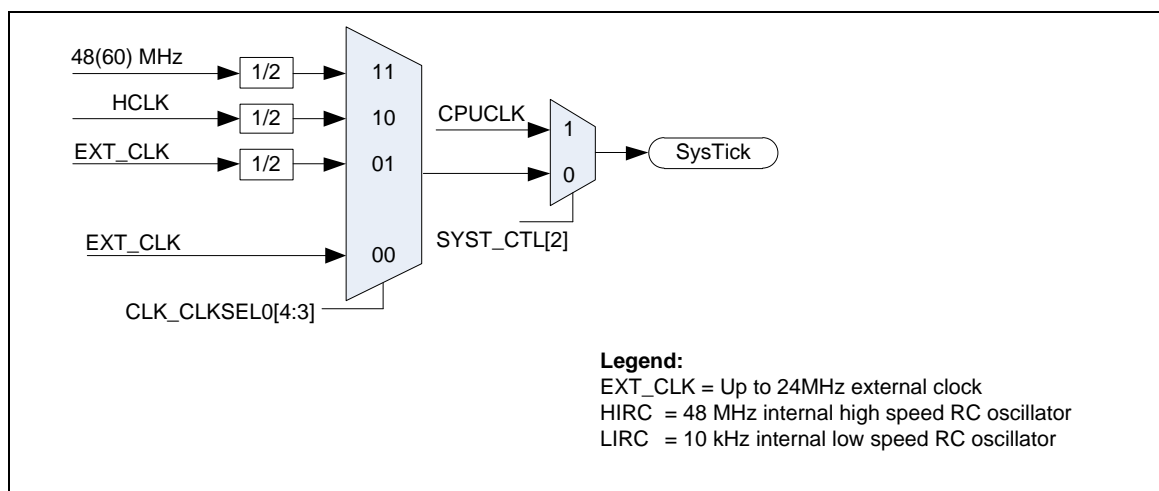 48(60) MHz
1/2
11
HCLK
1/2
10
CPUCLK
1
EXT_CLK
1/2
01
SysTick
0
SYST_CTL[2]
EXT_CLK
00
CLK_CLKSEL0[4:3]
Legend:
EXT_CLK = Up to 24MHz external clock
HIRC = 48 MHz internal high speed RC oscillator
LIRC = 10 kHz internal low speed RC oscillator